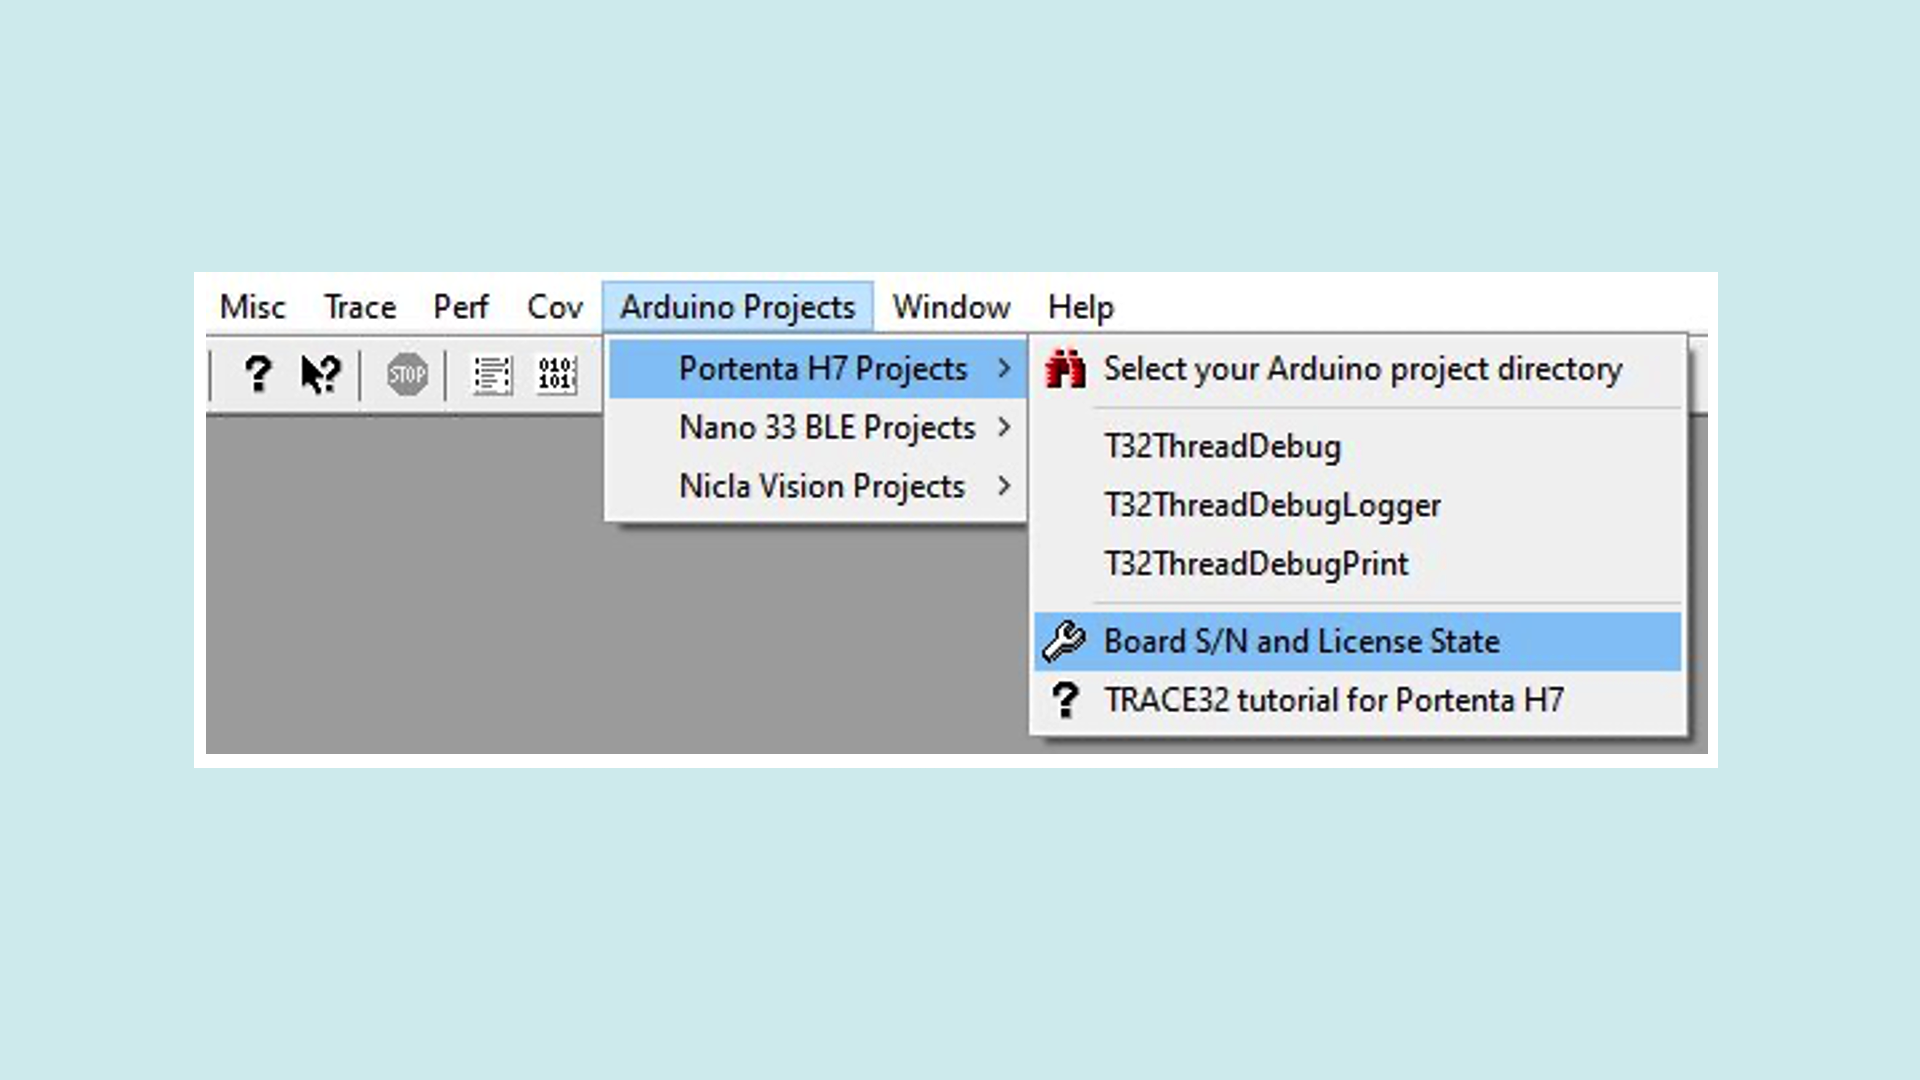 Misc Trace Perf Cov Arduino Projects Window Help
? ? STOP 010 101
Portenta H7 Projects >
Nano 33 BLE Projects >
Nicla Vision Projects >
Select your Arduino project directory
T32ThreadDebug
T32ThreadDebugLogger
T32ThreadDebugPrint
Board S/N and License State
? TRACE32 tutorial for Portenta H7